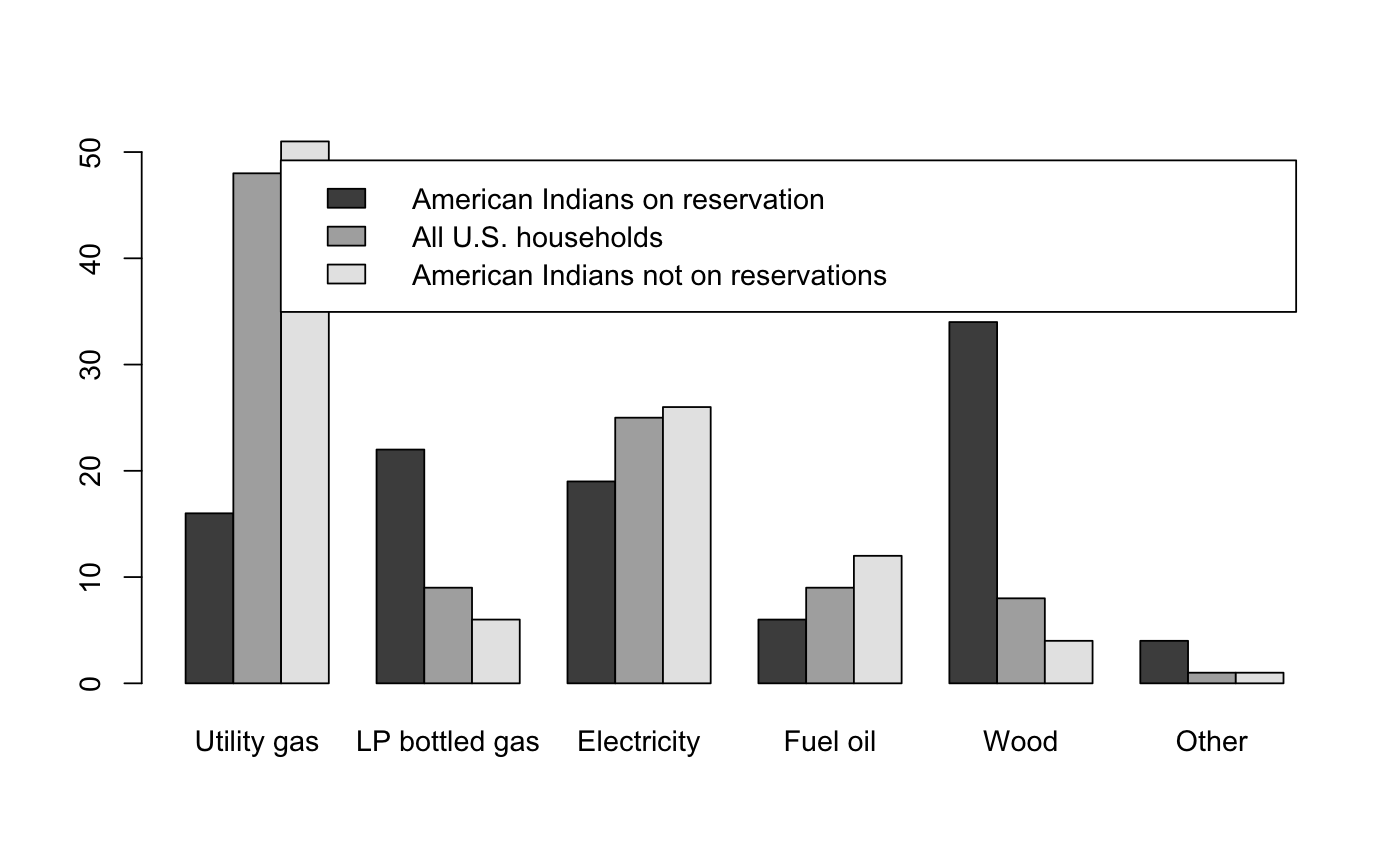 50
40
30
20
10
0
American Indians on reservation
All U.S. households
American Indians not on reservations
Utility gas LP bottled gas Electricity Fuel oil Wood Other